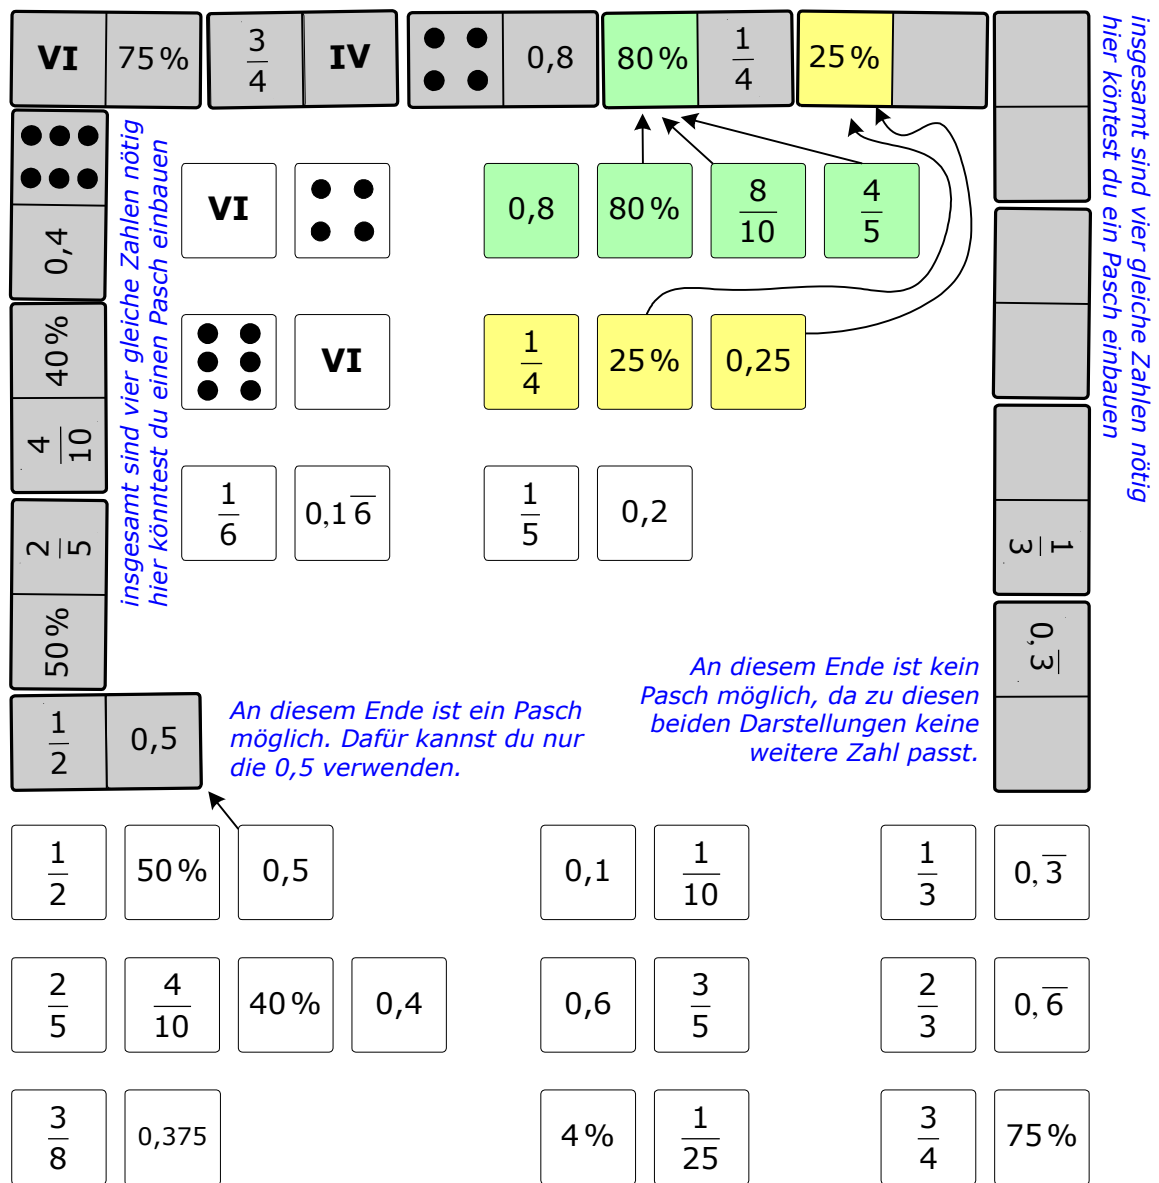 VI 75 % 3/4 IV 0,8 80 % 1/4 25 %
0,4
40 %
4/10
2/5
50 %
1/2 0,5
insgesamt sind vier gleiche Zahlen nötig
hier könntest du einen Pasch einbauen
VI
0,8 80 % 8/10 4/5
VI
1/4 25 % 0,25
1/6 0,16̅
1/5 0,2
insgesamt sind vier gleiche Zahlen nötig
hier köntest du ein Pasch einbauen
1/3
0,3̅
An diesem Ende ist ein Pasch
möglich. Dafür kannst du nur
die 0,5 verwenden.
An diesem Ende ist kein
Pasch möglich, da zu diesen
beiden Darstellungen keine
weitere Zahl passt.
1/2 50 % 0,5 0,1 1/10 1/3 0,3̅
2/5 4/10 40 % 0,4 0,6 3/5 2/3 0,6̅
3/8 0,375 4 % 1/25 3/4 75 %